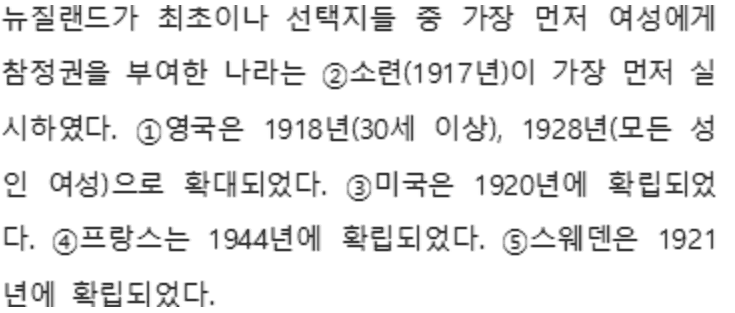 뉴질랜드가 최초이나 선택지들 중 가장 먼저 여성에게
참정권을 부여한 나라는 ②소련(1917년)이 가장 먼저 실
시하였다. ①영국은 1918년(30세 이상), 1928년(모든 성
인 여성)으로 확대되었다. ③미국은 1920년에 확립되었
다. ④프랑스는 1944년에 확립되었다. ⑤스웨덴은 1921
년에 확립되었다.